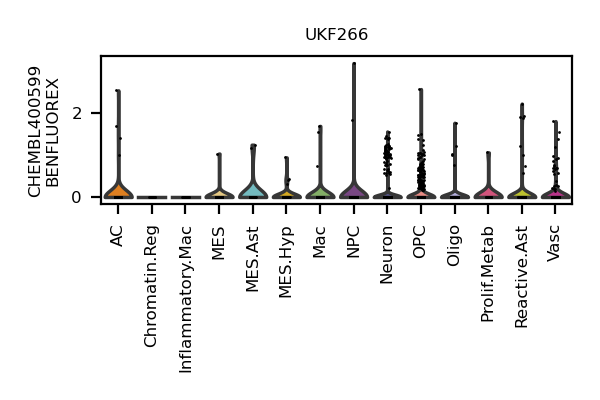 UKF266
CHEMBL400599
BENFLUOREX
2
0
AC
Chromatin.Reg
Inflammatory.Mac
MES
MES.Ast
MES.Hyp
Mac
NPC
Neuron
OPC
Oligo
Prolif.Metab
Reactive.Ast
Vasc